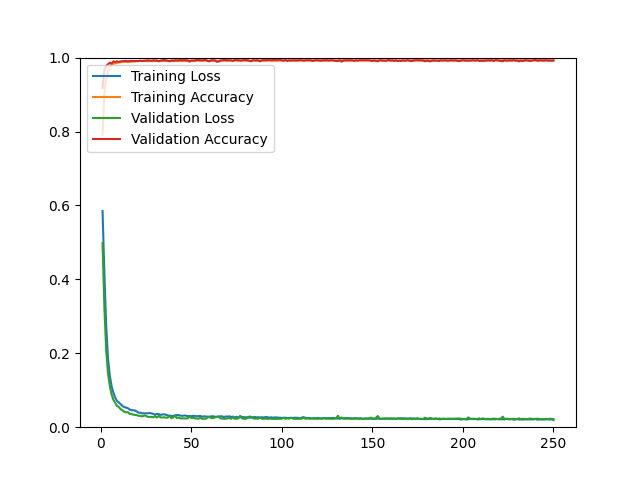 1.0
0.8
0.6
0.4
0.2
0.0
Training Loss
Training Accuracy
Validation Loss
Validation Accuracy
0 50 100 150 200 250